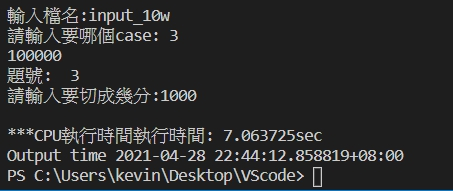 輸入檔名:input_10w
請輸入要哪個case: 3
100000
題號:  3
請輸入要切成幾分:1000
***CPU執行時間執行時間: 7.063725sec
Output time 2021-04-28 22:44:12.858819+08:00
PS C:\Users\kevin\Desktop\VScode>